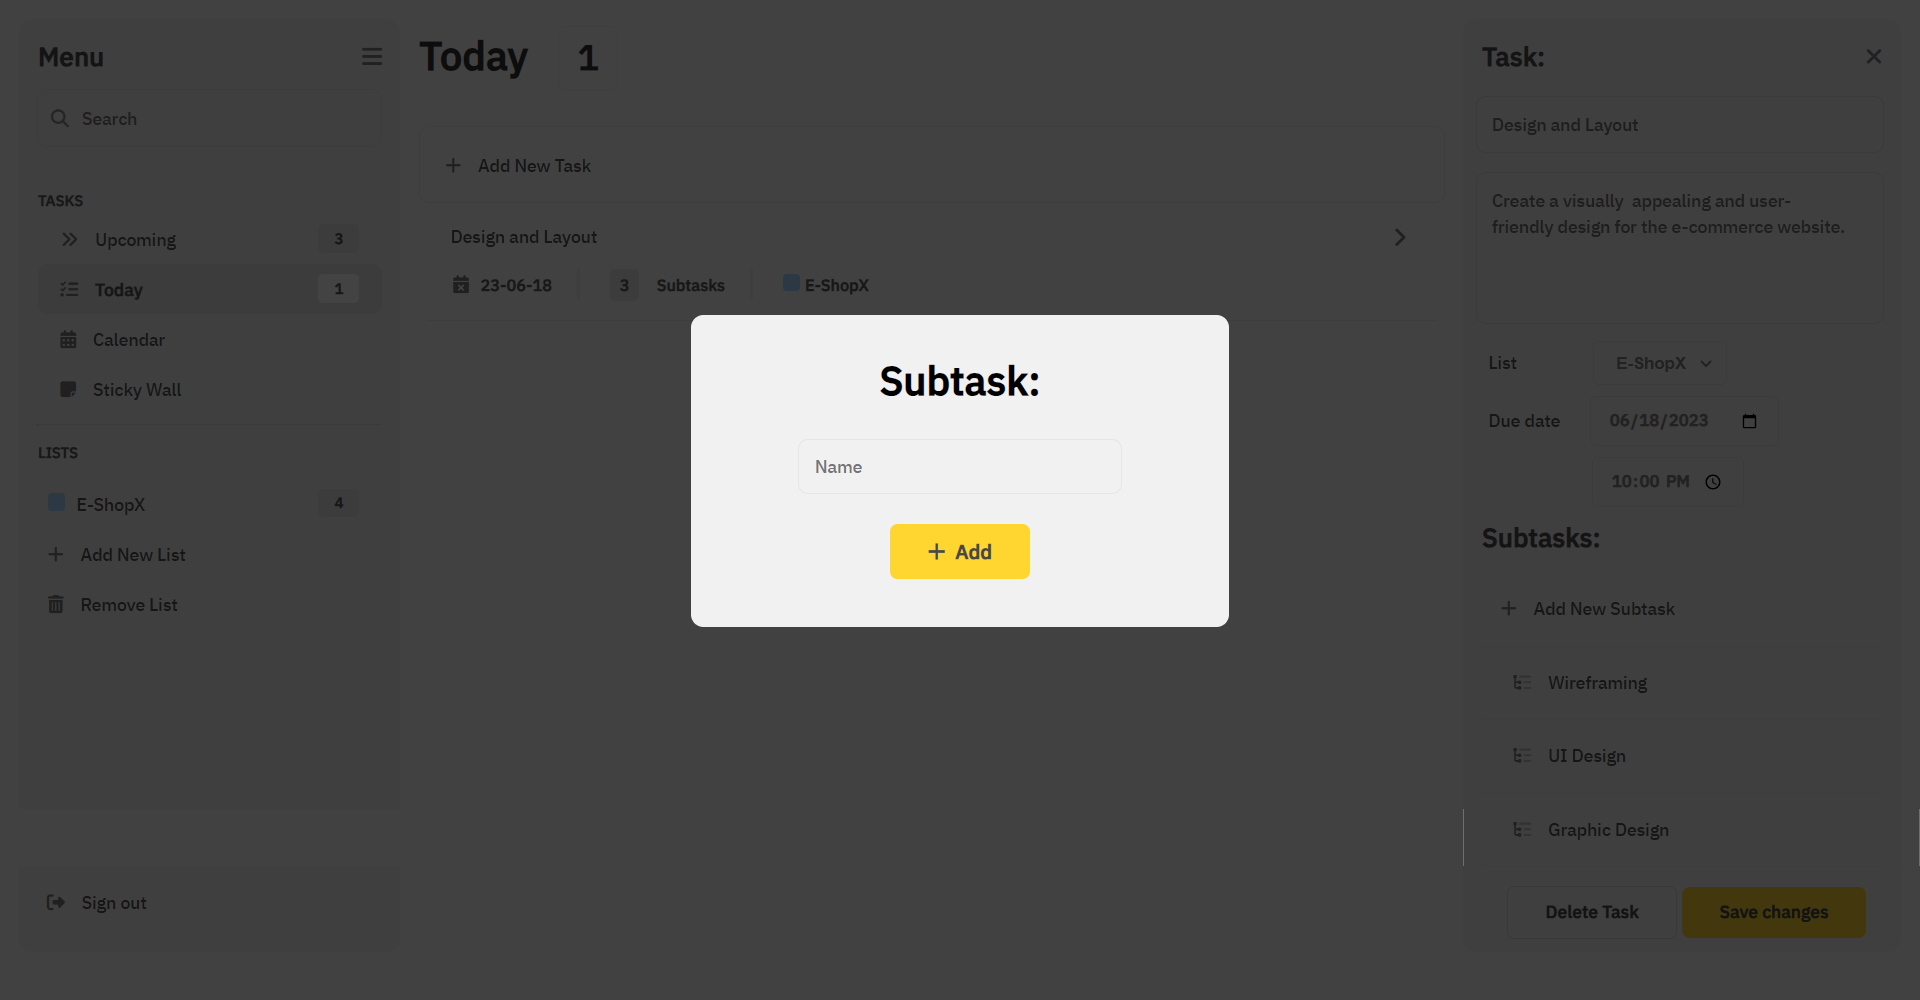 Menu
Search
TASKS
Upcoming 3
Today 1
Calendar
Sticky Wall
LISTS
E-ShopX 4
Add New List
Remove List
Sign out
Today 1
Add New Task
Design and Layout
23-06-18 3 Subtasks E-ShopX
Subtask:
Name
Add
Task:
Design and Layout
Create a visually  appealing and user-
friendly design for the e-commerce website.
List E-ShopX
Due date 06/18/2023
10:00 PM
Subtasks:
Add New Subtask
Wireframing
UI Design
Graphic Design
Delete Task Save changes